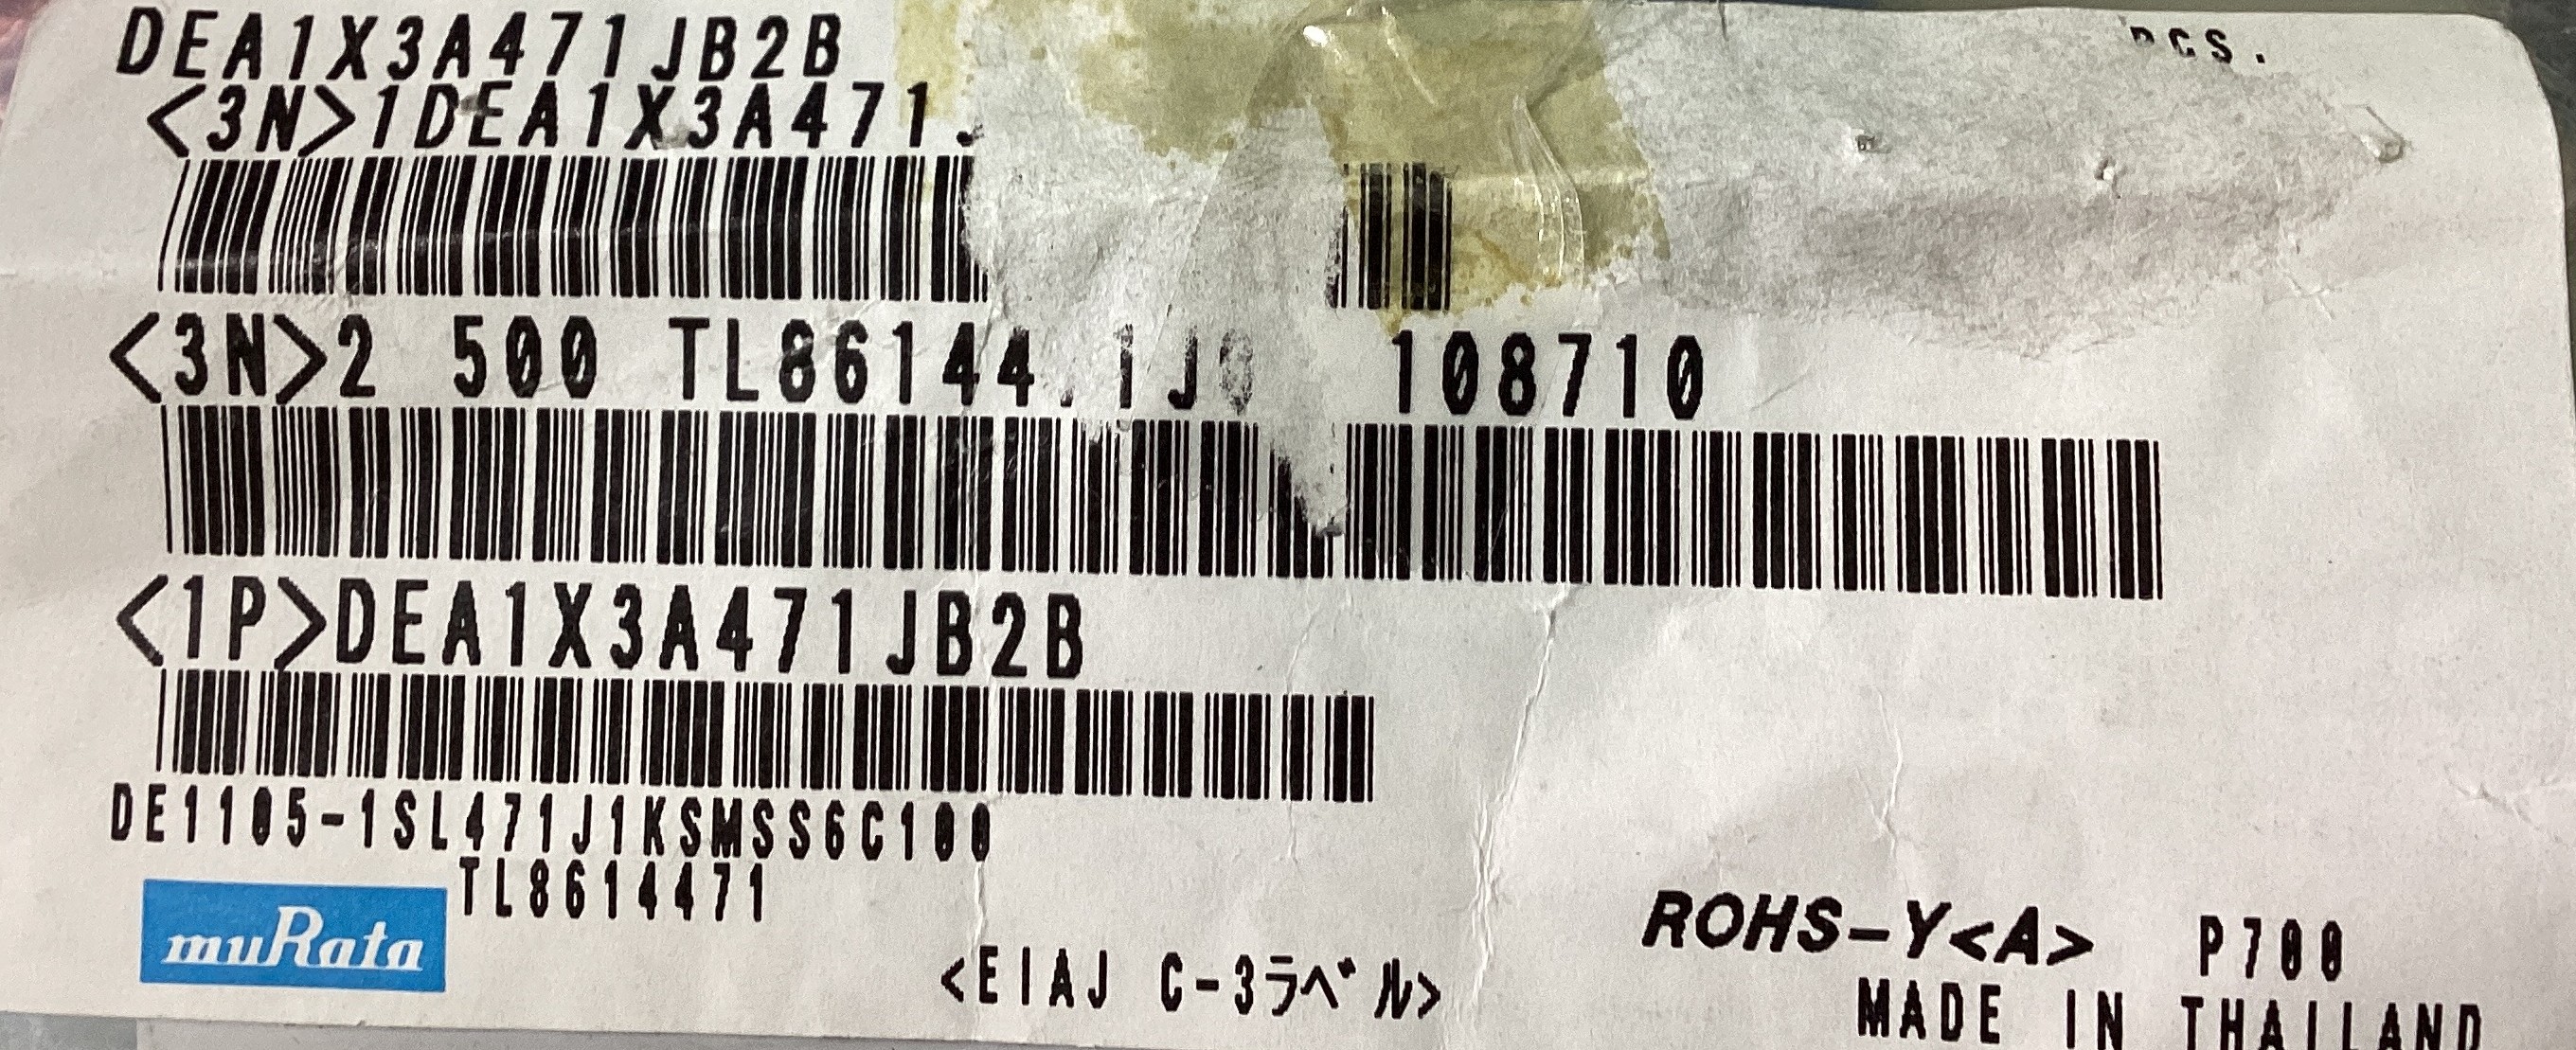 DEA1X3A471JB2B
PCS.
<3N>1DEA1X3A471J
<3N>2 500 TL86144 108710
<1P>DEA1X3A471JB2B
DE1105-1SL471J1KSMSS6C100
TL8614471
muRata
ROHS-Y<A> P700
<EIAJ C-3ラベル>
MADE IN THAILAND